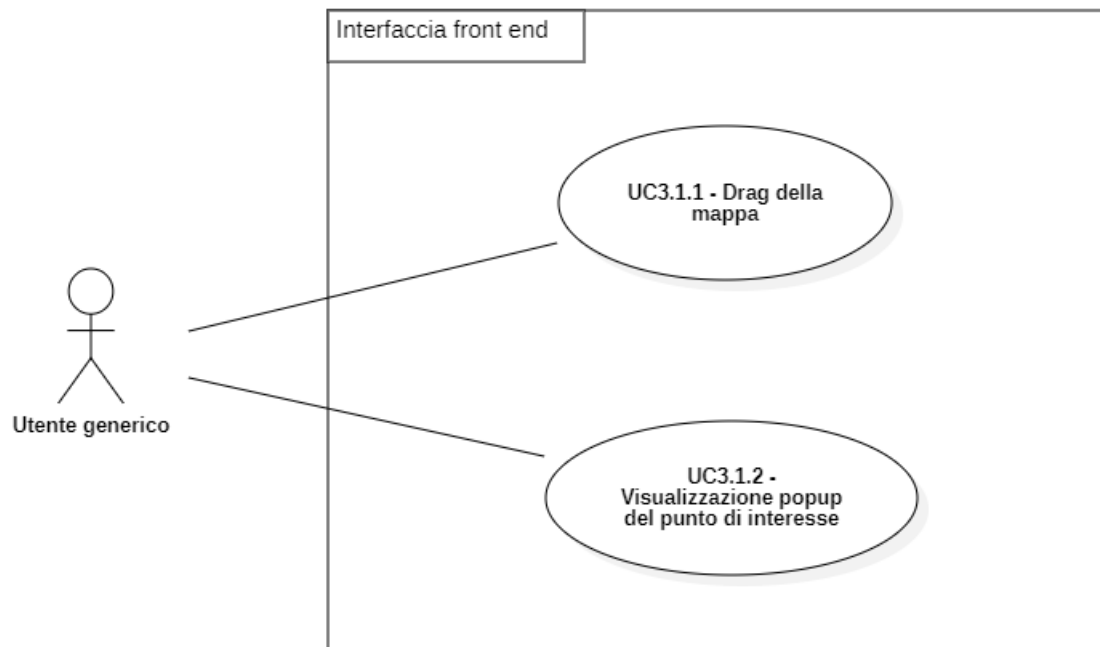 Interfaccia front end
UC3.1.1 - Drag della
mappa
Utente generico
UC3.1.2 -
Visualizzazione popup
del punto di interesse